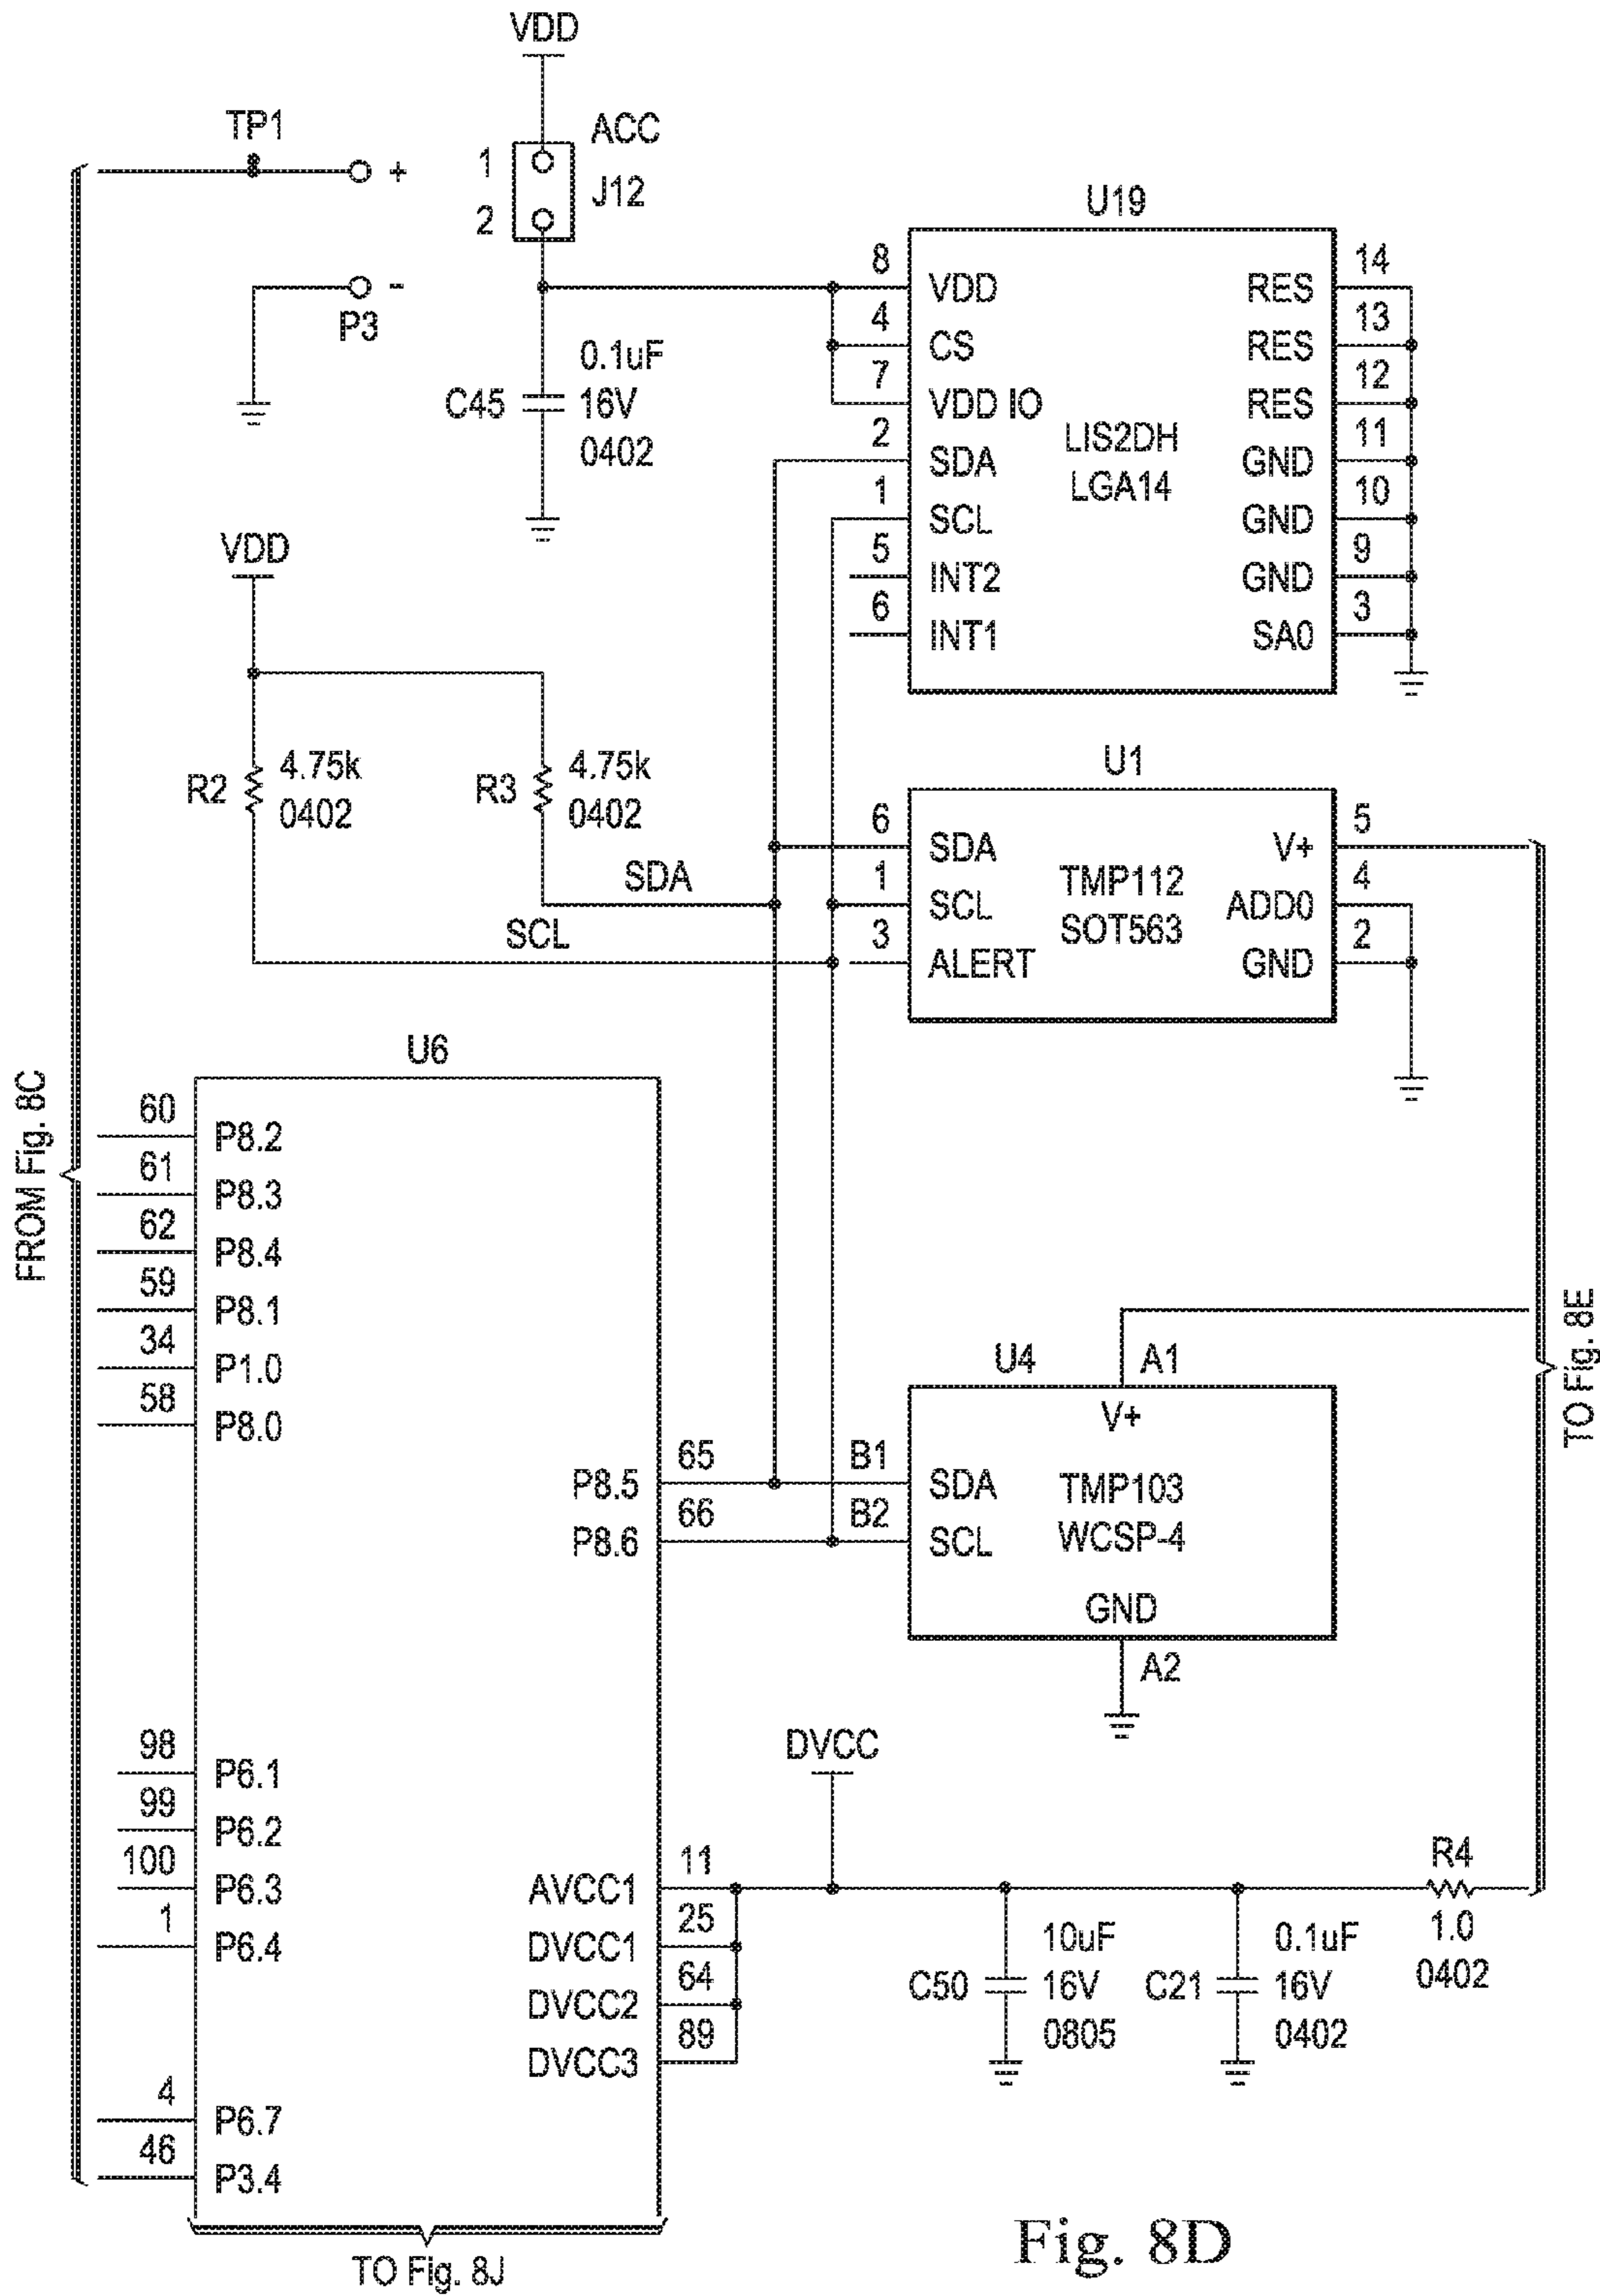 VDD
TP1
+
1
2
ACC
J12
-
P3
C45
0.1uF
16V
0402
U19
8
VDD
4
CS
7
VDD IO
2
SDA
1
SCL
5
INT2
6
INT1
LIS2DH
LGA14
RES
14
RES
13
RES
12
GND
11
GND
10
GND
9
SA0
3
VDD
R2
4.75k
0402
R3
4.75k
0402
SDA
SCL
U1
6
SDA
1
SCL
3
ALERT
TMP112
SOT563
V+
5
ADD0
4
GND
2
FROM Fig. 8C
U6
60
P8.2
61
P8.3
62
P8.4
59
P8.1
34
P1.0
58
P8.0
P8.5
65
P8.6
66
U4
A1
V+
B1
SDA
B2
SCL
TMP103
WCSP-4
GND
A2
TO Fig. 8E
98
P6.1
99
P6.2
100
P6.3
1
P6.4
4
P6.7
46
P3.4
DVCC
AVCC1
11
DVCC1
25
DVCC2
64
DVCC3
89
C50
10uF
16V
0805
C21
0.1uF
16V
0402
R4
1.0
0402
TO Fig. 8J
Fig. 8D